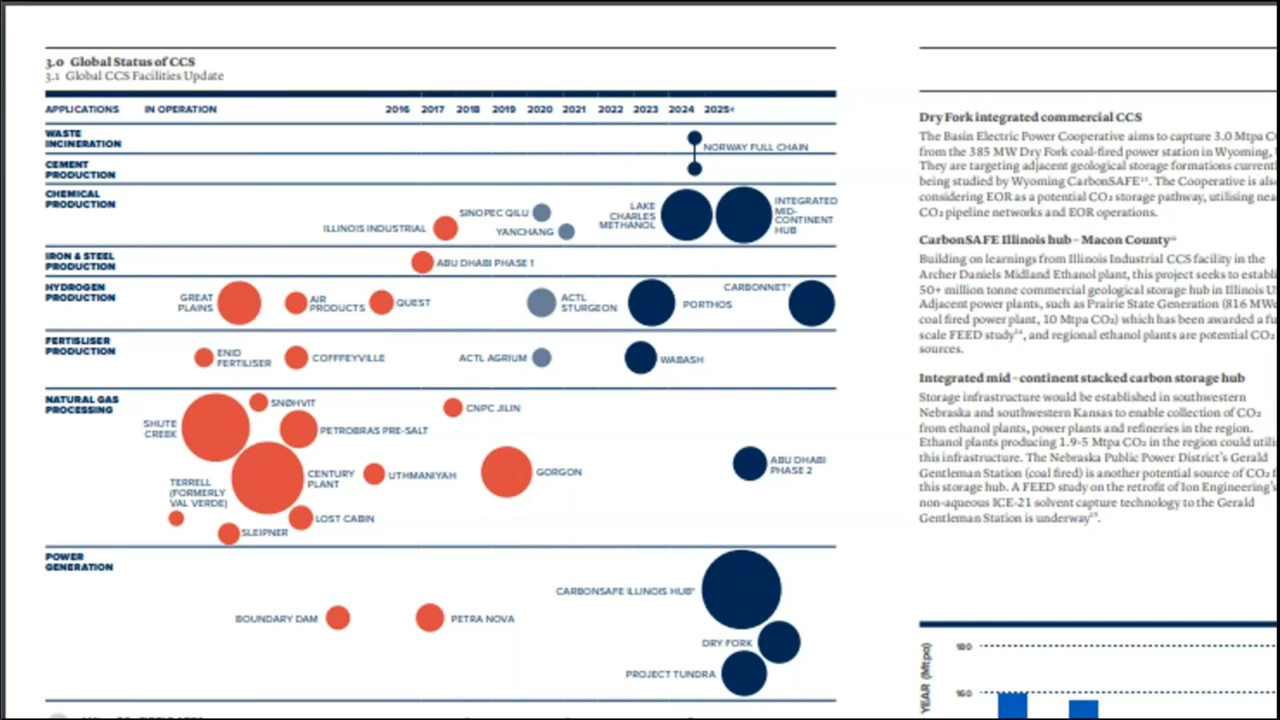 3.0 Global Status of CCS
3.1 Global CCS Facilities Update
APPLICATIONS IN OPERATION 2016 2017 2018 2019 2020 2021 2022 2023 2024 2025+
WASTE
INCINERATION
NORWAY FULL CHAIN
CEMENT
PRODUCTION
CHEMICAL
PRODUCTION
ILLINOIS INDUSTRIAL
SINOPEC QILU
YANCHANG
LAKE
CHARLES
METHANOL
INTEGRATED
MID-
CONTINENT
HUB
IRON & STEEL
PRODUCTION
ABU DHABI PHASE 1
HYDROGEN
PRODUCTION
GREAT
PLAINS
AIR
PRODUCTS
QUEST
ACTL
STURGEON
PORTHOS
CARBONNET*
FERTISLISER
PRODUCTION
ENID
FERTILISER
COFFFEYVILLE
ACTL AGRIUM
WABASH
NATURAL GAS
PROCESSING
SHUTE
CREEK
SNØHVIT
PETROBRAS PRE-SALT
CNPC JILIN
CENTURY
PLANT
UTHMANIYAH
GORGON
ABU DHABI
PHASE 2
TERRELL
(FORMERLY
VAL VERDE)
LOST CABIN
SLEIPNER
POWER
GENERATION
CARBONSAFE ILLINOIS HUB*
BOUNDARY DAM
PETRA NOVA
DRY FORK
PROJECT TUNDRA
Dry Fork integrated commercial CCS
The Basin Electric Power Cooperative aims to capture 3.0 Mtpa C
from the 385 MW Dry Fork coal-fired power station in Wyoming,
They are targeting adjacent geological storage formations current
being studied by Wyoming CarbonSAFE. The Cooperative is als
considering EOR as a potential CO₂ storage pathway, utilising nea
CO₂ pipeline networks and EOR operations.
CarbonSAFE Illinois hub - Macon County
Building on learnings from Illinois Industrial CCS facility in the
Archer Daniels Midland Ethanol plant, this project seeks to establi
50+ million tonne commercial geological storage hub in Illinois U
Adjacent power plants, such as Prairie State Generation (816 MW
coal fired power plant, 10 Mtpa CO₂) which has been awarded a fu
scale FEED study²⁴, and regional ethanol plants are potential CO₂
sources.
Integrated mid - continent stacked carbon storage hub
Storage infrastructure would be established in southwestern
Nebraska and southwestern Kansas to enable collection of CO₂
from ethanol plants, power plants and refineries in the region.
Ethanol plants producing 1.9-5 Mtpa CO₂ in the region could utili
this infrastructure. The Nebraska Public Power District's Gerald
Gentleman Station (coal fired) is another potential source of CO₂ f
this storage hub. A FEED study on the retrofit of Ion Engineering's
non-aqueous ICE-21 solvent capture technology to the Gerald
Gentleman Station is underway²⁵.
YEAR (Mtpa)
180
160